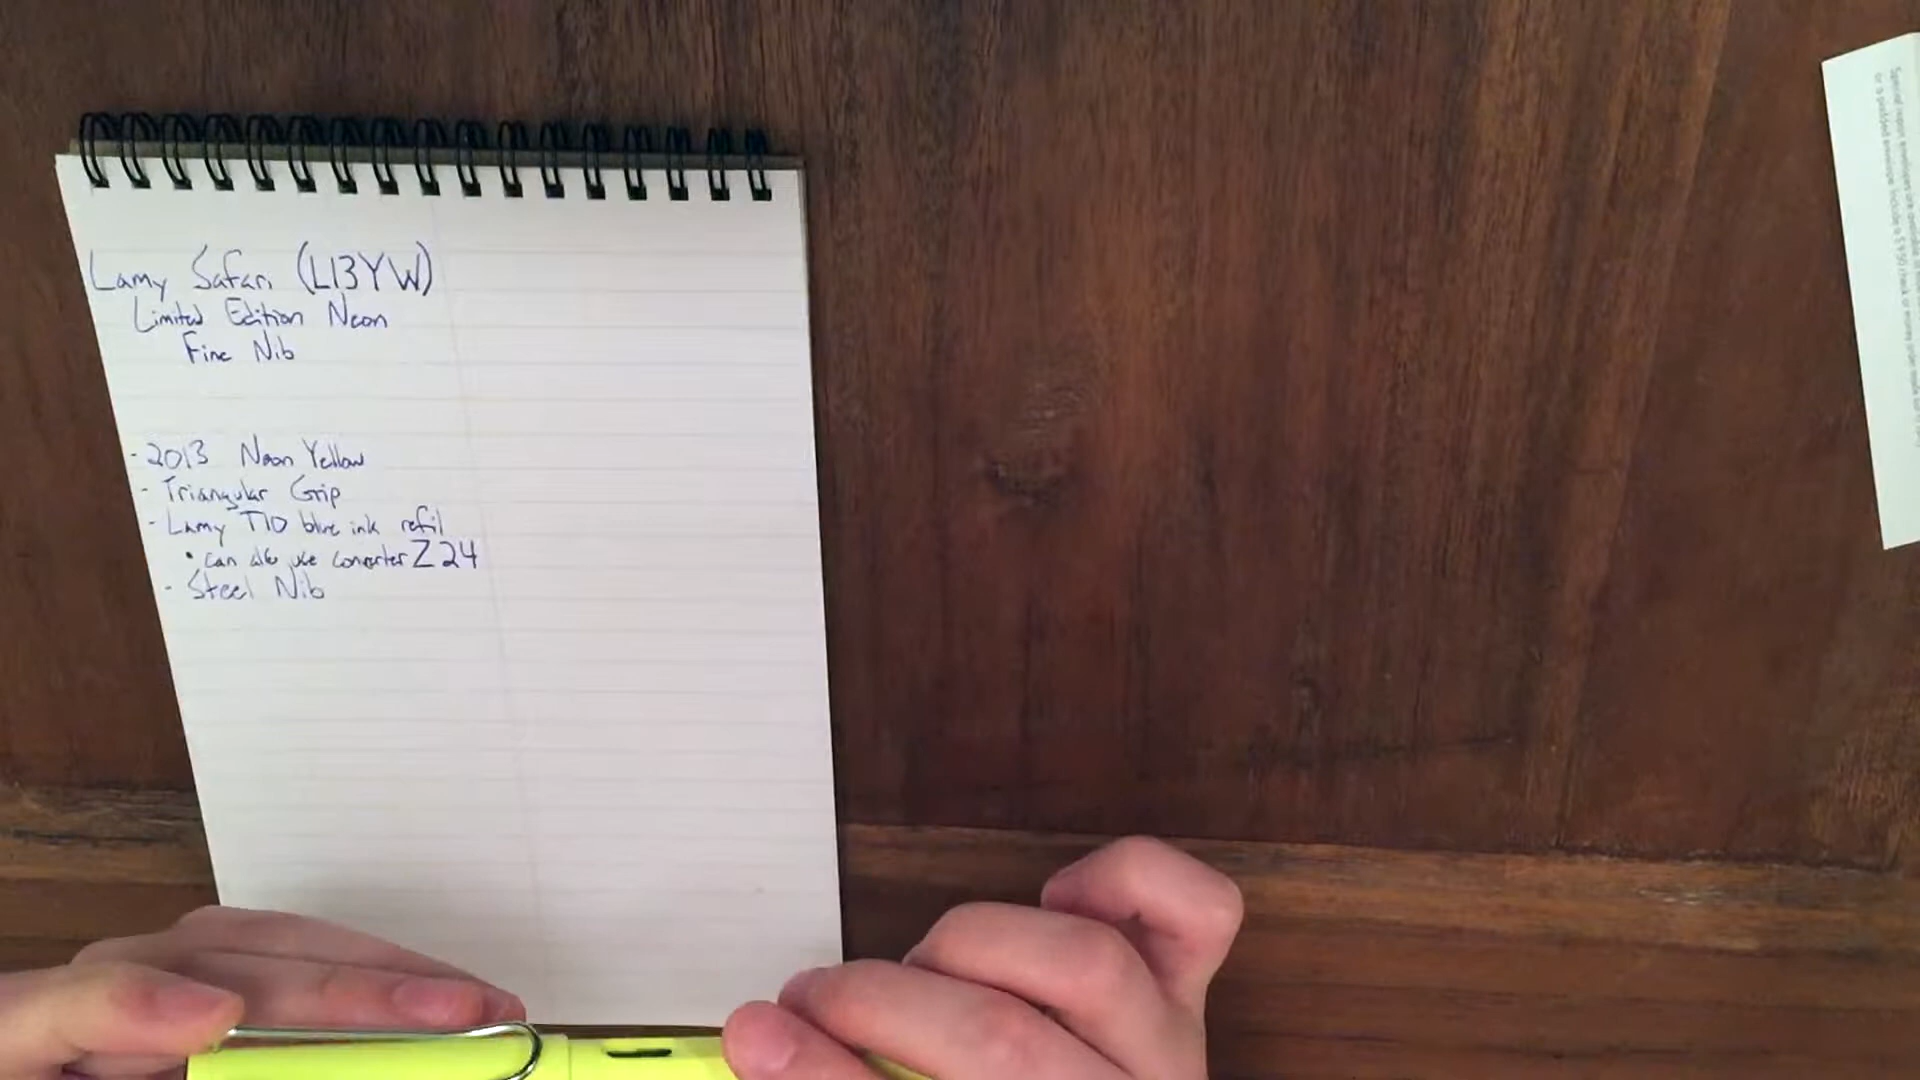 Lamy Safari (L13YW)
Limited Edition Neon
Fine Nib
- 2013 Neon Yellow
- Triangular Grip
- Lamy T10 blue ink refil
• can also use converter Z24
- Steel Nib